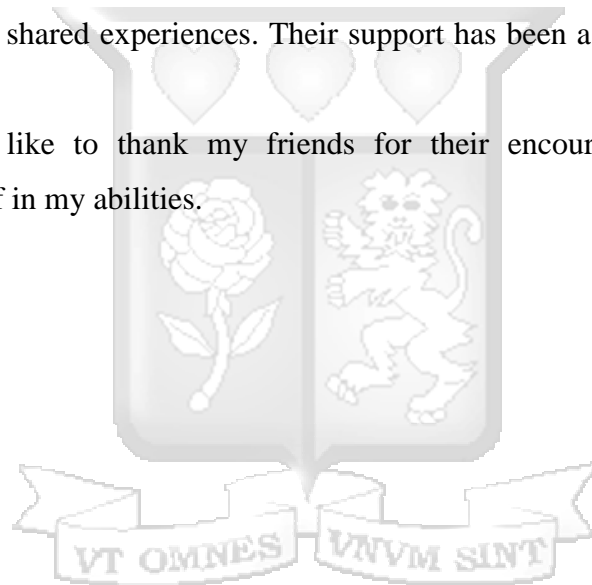 shared experiences. Their support has been a
like to thank my friends for their encour
in my abilities.
VT OMNES VNVM SINT